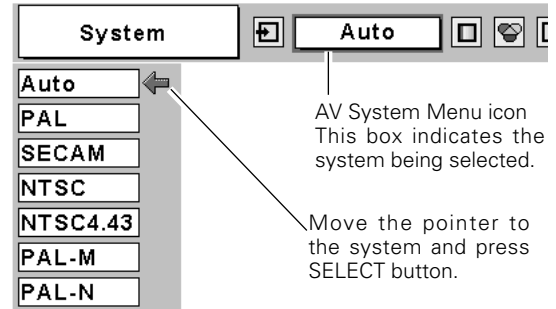 System
Auto
Auto
PAL
SECAM
NTSC
NTSC4.43
PAL-M
PAL-N
AV System Menu icon
This box indicates the
system being selected.
Move the pointer to
the system and press
SELECT button.